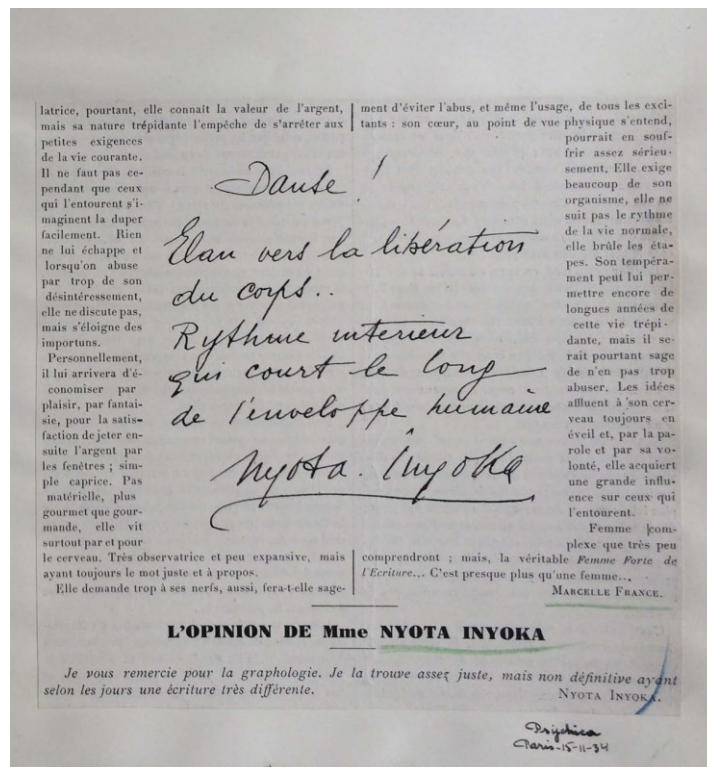 latrice, pourtant, elle connaît la valeur de l'argent,
mais sa nature trépidante l'empêche de s'arrêter aux
petites exigences
de la vie courante.
Il ne faut pas ce-
pendant que ceux
qui l'entourent s'i-
maginent la duper
facilement. Rien
ne lui échappe et
lorsqu'on abuse
par trop de son
désintéressement,
elle ne discute pas,
mais s'éloigne des
importuns.
Personnellement,
il lui arrivera d'é-
conomiser par
plaisir, par fantai-
sie, pour la satis-
faction de jeter en-
suite l'argent par
les fenêtres ; sim-
ple caprice. Pas
matérielle, plus
gourmet que gour-
mande, elle vit
surtout par et pour
le cerveau. Très observatrice et peu expansive, mais
ayant toujours le mot juste et à propos.
Elle demande trop à ses nerfs, aussi, fera-t-elle sage-
ment d'éviter l'abus, et même l'usage, de tous les exci-
tants : son cœur, au point de vue physique s'entend,
pourrait en souf-
frir assez sérieu-
sement. Elle exige
beaucoup de son
organisme, elle ne
suit pas le rythme
de la vie normale,
elle brûle les éta-
pes. Son tempéra-
ment peut lui per-
mettre encore de
longues années de
cette vie trépi-
dante, mais il se-
rait pourtant sage
de n'en pas trop
abuser. Les idées
affluent à son cer-
veau toujours en
éveil et, par la pa-
role et par sa vo-
lonté, elle acquiert
une grande influ-
ence sur ceux qui
l'entourent.
Femme com-
plexe que très peu
comprendront ; mais, la véritable Femme Forte de
l'Ecriture... C'est presque plus qu'une femme...
MARCELLE FRANCE.
Danse !
Élan vers la libération
du corps..
Rythme interieur
qui court le long
de l'enveloppe humaine
Nyota. Inyoka
L'OPINION DE Mme NYOTA INYOKA
Je vous remercie pour la graphologie. Je la trouve assez juste, mais non définitive ayant
selon les jours une écriture très différente.
NYOTA INYOKA.
Psychica
Paris-15-11-34